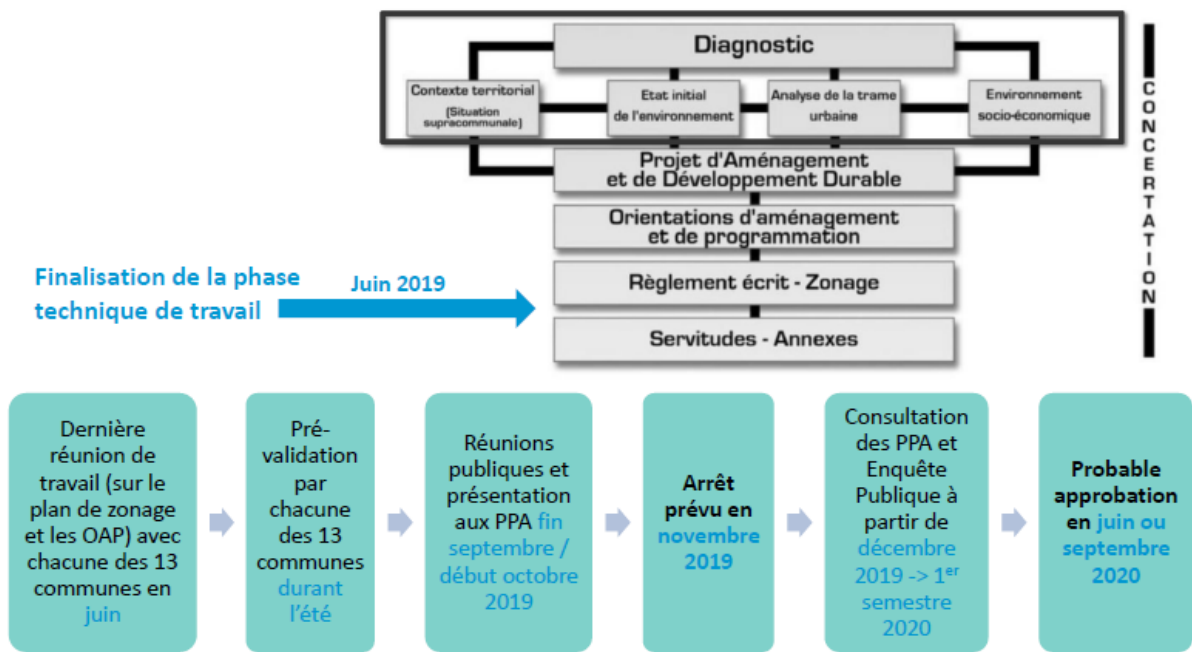 Diagnostic
Contexte territorial
(Situation
supracommunale)
Etat initial
de l'environnement
Analyse de la trame
urbaine
Environnement
socio-économique
Projet d'Aménagement
et de Développement Durable
Orientations d'aménagement
et de programmation
Règlement écrit - Zonage
Servitudes - Annexes
CONCERTATION
Finalisation de la phase
technique de travail
Juin 2019
Dernière
réunion de
travail (sur le
plan de zonage
et les OAP) avec
chacune des 13
communes en
juin
Pré-
validation
par
chacune
des 13
communes
durant
l'été
Réunions
publiques et
présentation
aux PPA fin
septembre /
début octobre
2019
Arrêt
prévu en
novembre
2019
Consultation
des PPA et
Enquête
Publique à
partir de
décembre
2019 -> 1er
semestre
2020
Probable
approbation
en juin ou
septembre
2020